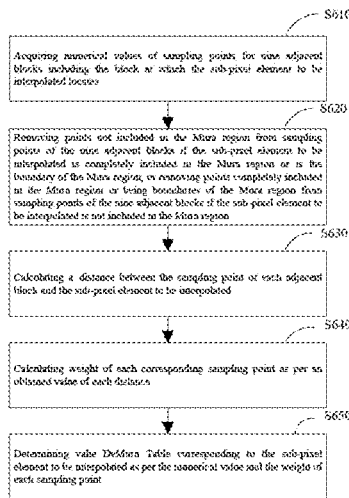 S610
Acquiring numerical values of sampling points for nine adjacent
blocks including the block at which the sub-pixel element to be
interpolated locates
S620
Removing points not included in the Mura region from sampling
points of the nine adjacent blocks if the sub-pixel element to be
interpolated is completely included in the Mura region or is the
boundary of the Mura region, or removing points completely included
in the Mura region or being boundaries of the Mura region from
sampling points of the nine adjacent blocks if the sub-pixel element to
be interpolated is not included in the Mura region
S630
Calculating a distance between the sampling point of each adjacent
block and the sub-pixel element to be interpolated
S640
Calculating weight of each corresponding sampling point as per an
obtained value of each distance
S650
Determining value DeMura Table corresponding to the sub-pixel
element to be interpolated as per the numerical value and the weight of
each sampling point